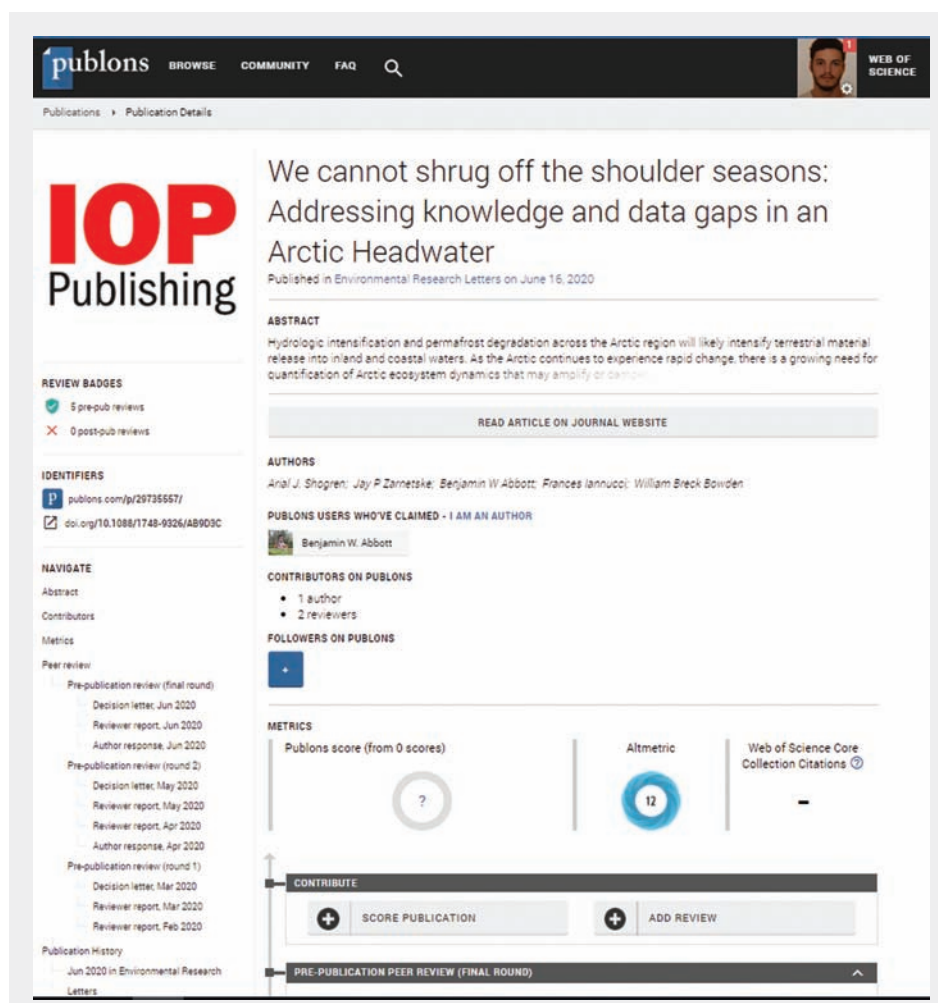 publons BROWSE COMMUNITY FAQ
1
WEB OF
SCIENCE
Publications Publication Details
IOP
Publishing
REVIEW BADGES
5 pre-pub reviews
0 post-pub reviews
IDENTIFIERS
P publons.com/p/29735557/
doi.org/10.1088/1748-9326/AB9D3C
NAVIGATE
Abstract
Contributors
Metrics
Peer review
Pre-publication review (final round)
Decision letter, Jun 2020
Reviewer report, Jun 2020
Author response, Jun 2020
Pre-publication review (round 2)
Decision letter, May 2020
Reviewer report, May 2020
Reviewer report, Apr 2020
Author response, Apr 2020
Pre-publication review (round 1)
Decision letter, Mar 2020
Reviewer report, Mar 2020
Reviewer report, Feb 2020
Publication History
Jun 2020 in Environmental Research
Letters
We cannot shrug off the shoulder seasons:
Addressing knowledge and data gaps in an
Arctic Headwater
Published in Environmental Research Letters on June 16, 2020
ABSTRACT
Hydrologic intensification and permafrost degradation across the Arctic region will likely intensify terrestrial material
release into inland and coastal waters. As the Arctic continues to experience rapid change, there is a growing need for
quantification of Arctic ecosystem dynamics that may amplify or
READ ARTICLE ON JOURNAL WEBSITE
AUTHORS
Arial J. Shogren; Jay P Zarnetske; Benjamin W Abbott; Frances Iannucci; William Breck Bowden
PUBLONS USERS WHO'VE CLAIMED - I AM AN AUTHOR
Benjamin W. Abbott
CONTRIBUTORS ON PUBLONS
• 1 author
• 2 reviewers
FOLLOWERS ON PUBLONS
+
METRICS
Publons score (from 0 scores)
?
Altmetric
12
Web of Science Core
Collection Citations ?
-
CONTRIBUTE
SCORE PUBLICATION
ADD REVIEW
PRE-PUBLICATION PEER REVIEW (FINAL ROUND)